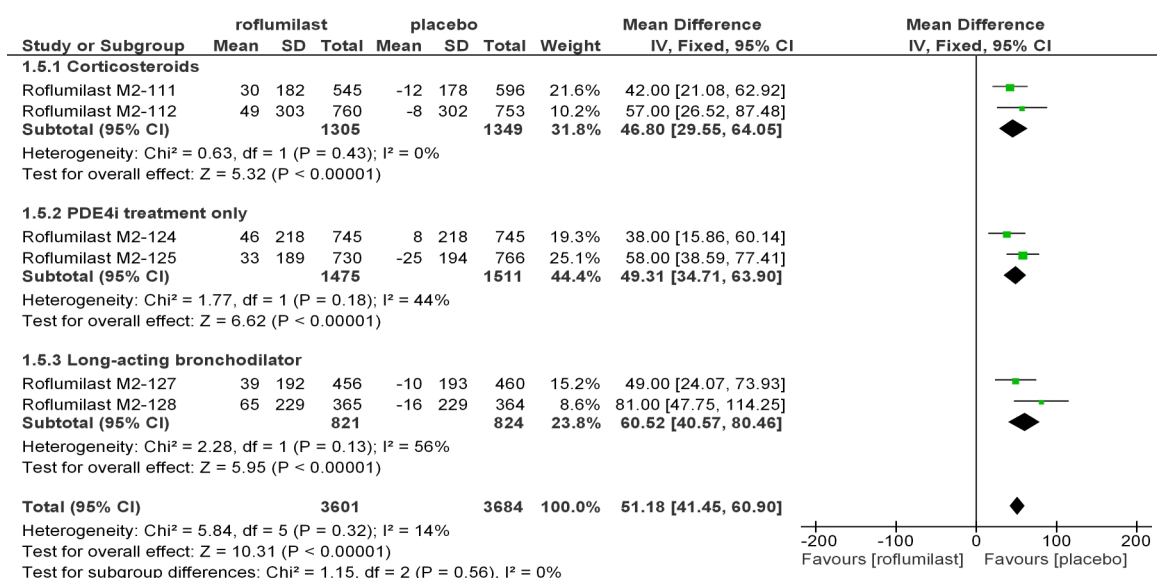 roflumilast placebo Mean Difference Mean Difference
Study or Subgroup Mean SD Total Mean SD Total Weight IV, Fixed, 95% CI IV, Fixed, 95% CI
1.5.1 Corticosteroids
Roflumilast M2-111 30 182 545 -12 178 596 21.6% 42.00 [21.08, 62.92]
Roflumilast M2-112 49 303 760 -8 302 753 10.2% 57.00 [26.52, 87.48]
Subtotal (95% CI) 1305 1349 31.8% 46.80 [29.55, 64.05]
Heterogeneity: Chi² = 0.63, df = 1 (P = 0.43); I² = 0%
Test for overall effect: Z = 5.32 (P < 0.00001)
1.5.2 PDE4i treatment only
Roflumilast M2-124 46 218 745 8 218 745 19.3% 38.00 [15.86, 60.14]
Roflumilast M2-125 33 189 730 -25 194 766 25.1% 58.00 [38.59, 77.41]
Subtotal (95% CI) 1475 1511 44.4% 49.31 [34.71, 63.90]
Heterogeneity: Chi² = 1.77, df = 1 (P = 0.18); I² = 44%
Test for overall effect: Z = 6.62 (P < 0.00001)
1.5.3 Long-acting bronchodilator
Roflumilast M2-127 39 192 456 -10 193 460 15.2% 49.00 [24.07, 73.93]
Roflumilast M2-128 65 229 365 -16 229 364 8.6% 81.00 [47.75, 114.25]
Subtotal (95% CI) 821 824 23.8% 60.52 [40.57, 80.46]
Heterogeneity: Chi² = 2.28, df = 1 (P = 0.13); I² = 56%
Test for overall effect: Z = 5.95 (P < 0.00001)
Total (95% CI) 3601 3684 100.0% 51.18 [41.45, 60.90]
Heterogeneity: Chi² = 5.84, df = 5 (P = 0.32); I² = 14%
Test for overall effect: Z = 10.31 (P < 0.00001)
Test for subgroup differences: Chi² = 1.15, df = 2 (P = 0.56), I² = 0%
-200 -100 0 100 200
Favours [roflumilast] Favours [placebo]